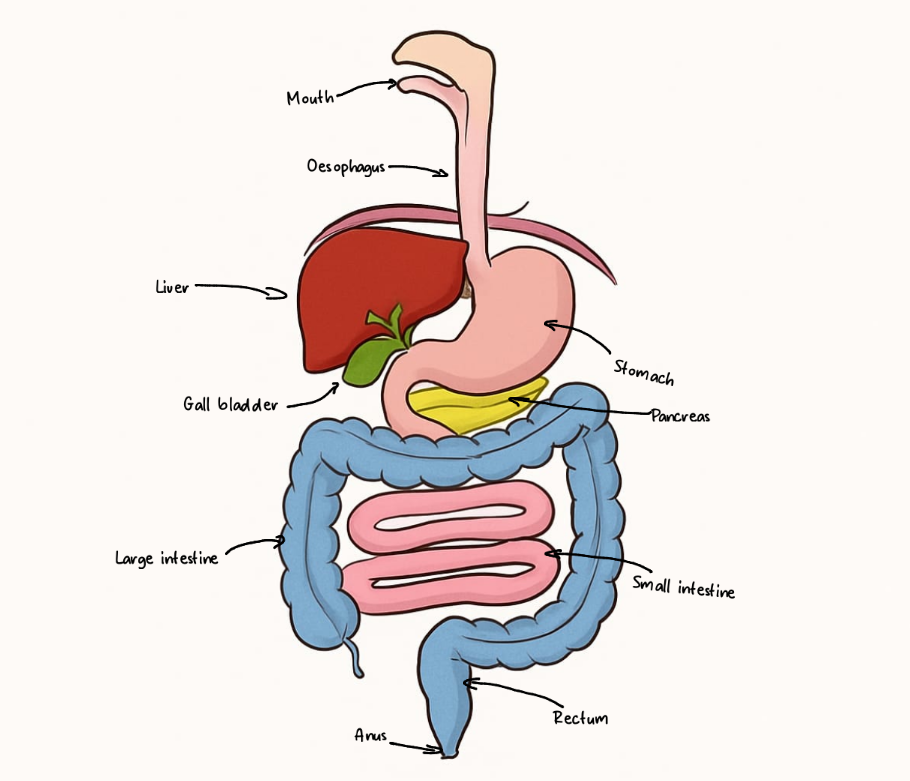 Mouth
Oesophagus
Liver
Stomach
Gall bladder
Pancreas
Large intestine
Small intestine
Rectum
Anus